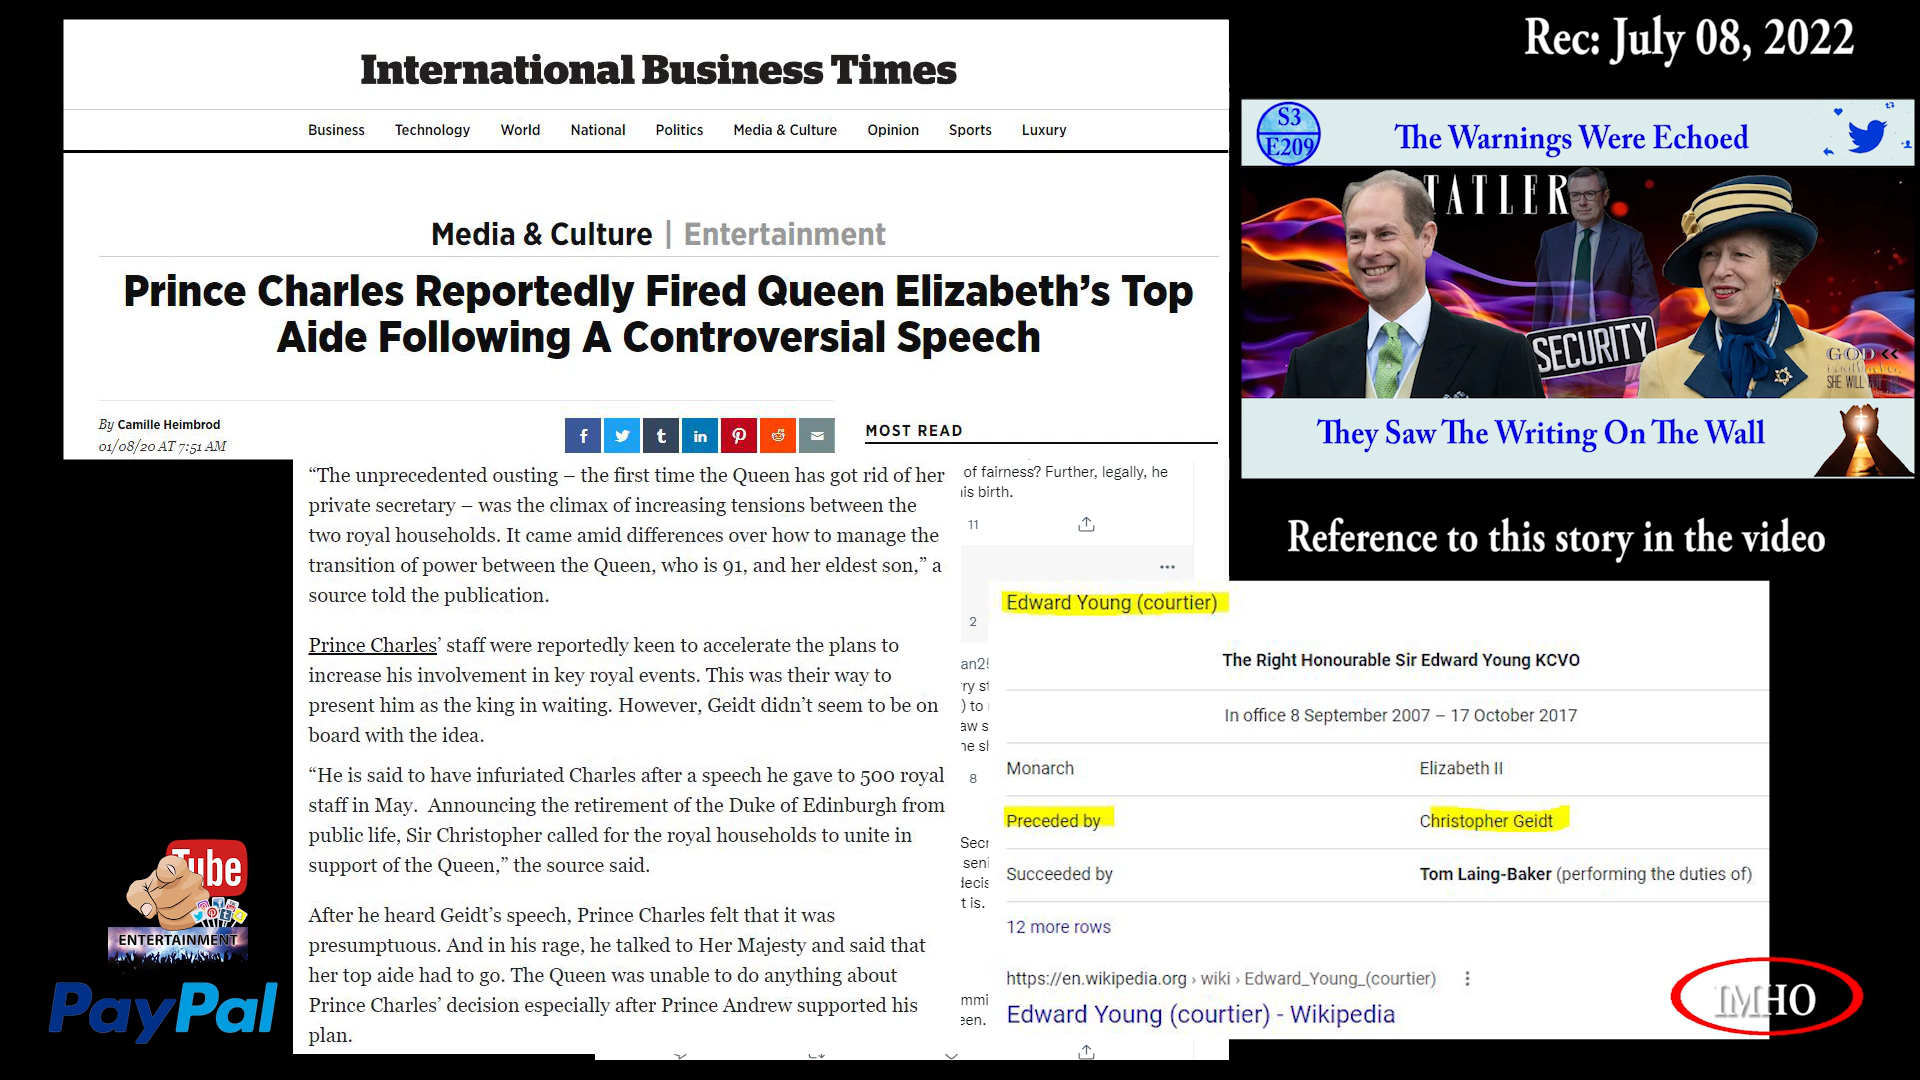 International Business Times
Business Technology World National Politics Media & Culture Opinion Sports Luxury
Media & Culture | Entertainment
Prince Charles Reportedly Fired Queen Elizabeth’s Top
Aide Following A Controversial Speech
By Camille Heimbrod
01/08/20 AT 7:51 AM
MOST READ
“The unprecedented ousting – the first time the Queen has got rid of her
private secretary – was the climax of increasing tensions between the
two royal households. It came amid differences over how to manage the
transition of power between the Queen, who is 91, and her eldest son,” a
source told the publication.
Prince Charles’ staff were reportedly keen to accelerate the plans to
increase his involvement in key royal events. This was their way to
present him as the king in waiting. However, Geidt didn’t seem to be on
board with the idea.
“He is said to have infuriated Charles after a speech he gave to 500 royal
staff in May. Announcing the retirement of the Duke of Edinburgh from
public life, Sir Christopher called for the royal households to unite in
support of the Queen,” the source said.
After he heard Geidt’s speech, Prince Charles felt that it was
presumptuous. And in his rage, he talked to Her Majesty and said that
her top aide had to go. The Queen was unable to do anything about
Prince Charles’ decision especially after Prince Andrew supported his
plan.
of fairness? Further, legally, he
his birth.
11
2
8
t is.
Rec: July 08, 2022
S3
E209
The Warnings Were Echoed
TATLER
SECURITY
GOD
SHE WILL
They Saw The Writing On The Wall
Reference to this story in the video
Edward Young (courtier)
The Right Honourable Sir Edward Young KCVO
In office 8 September 2007 – 17 October 2017
Monarch Elizabeth II
Preceded by Christopher Geidt
Succeeded by Tom Laing-Baker (performing the duties of)
12 more rows
https://en.wikipedia.org › wiki › Edward_Young_(courtier)
Edward Young (courtier) - Wikipedia
Tube
ENTERTAINMENT
PayPal
IMHO